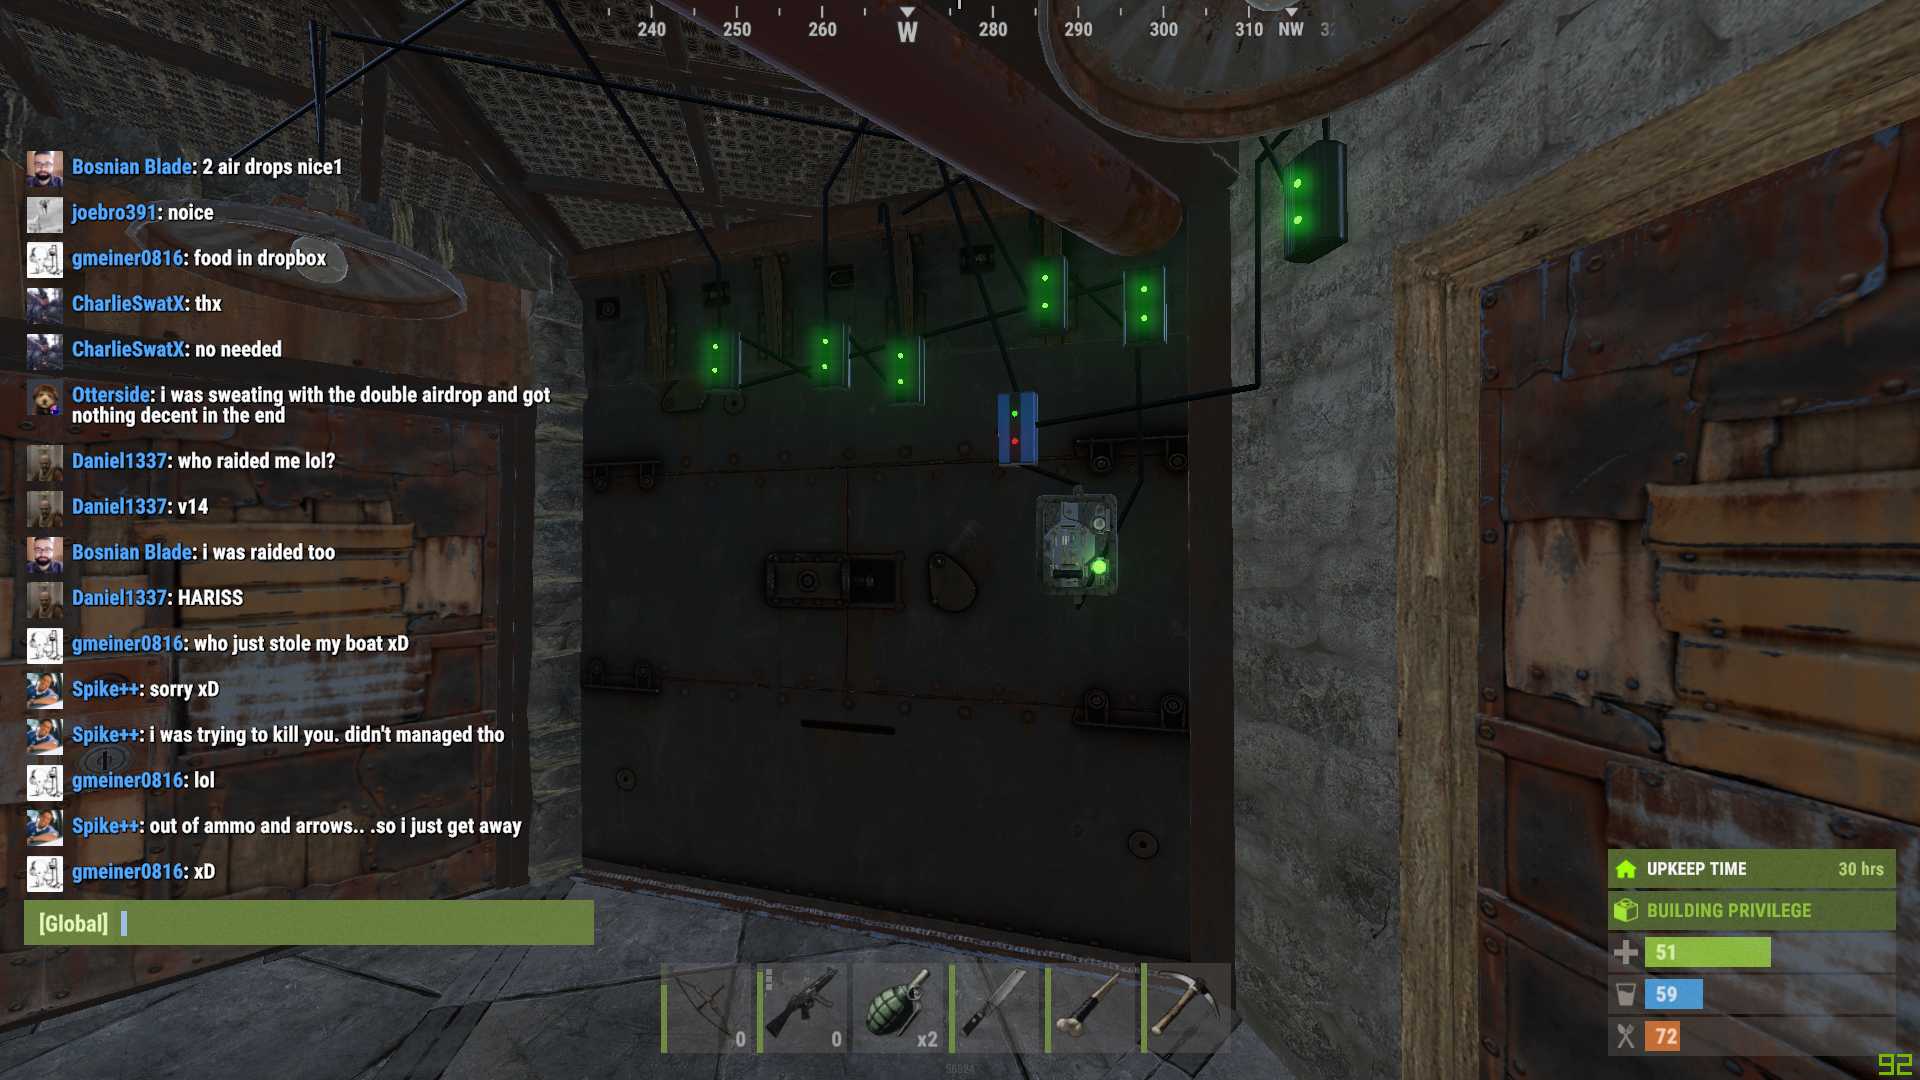 240 250 260 W 280 290 300 310 NW
Bosnian Blade: 2 air drops nice1
joebro391: noice
gmeiner0816: food in dropbox
CharlieSwatX: thx
CharlieSwatX: no needed
Otterside: i was sweating with the double airdrop and got
nothing decent in the end
Daniel1337: who raided me lol?
Daniel1337: v14
Bosnian Blade: i was raided too
Daniel1337: HARISS
gmeiner0816: who just stole my boat xD
Spike++: sorry xD
Spike++: i was trying to kill you. didn't managed tho
gmeiner0816: lol
Spike++: out of ammo and arrows.. .so i just get away
gmeiner0816: xD
[Global]
UPKEEP TIME 30 hrs
BUILDING PRIVILEGE
51
59
72
0 0 x2
92